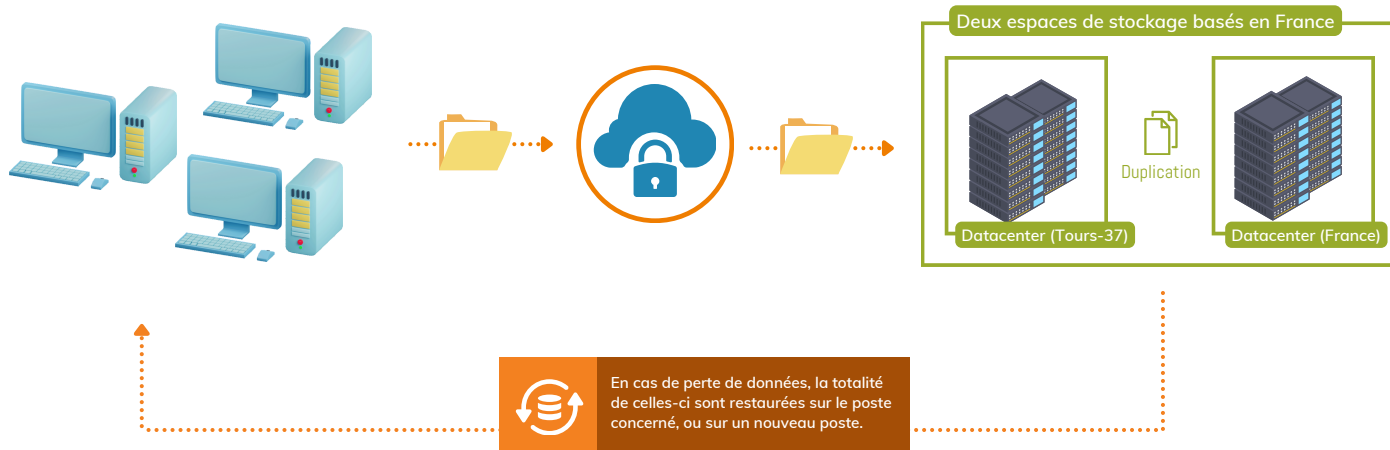 Deux espaces de stockage basés en France
Duplication
Datacenter (Tours-37)
Datacenter (France)
En cas de perte de données, la totalité
de celles-ci sont restaurées sur le poste
concerné, ou sur un nouveau poste.